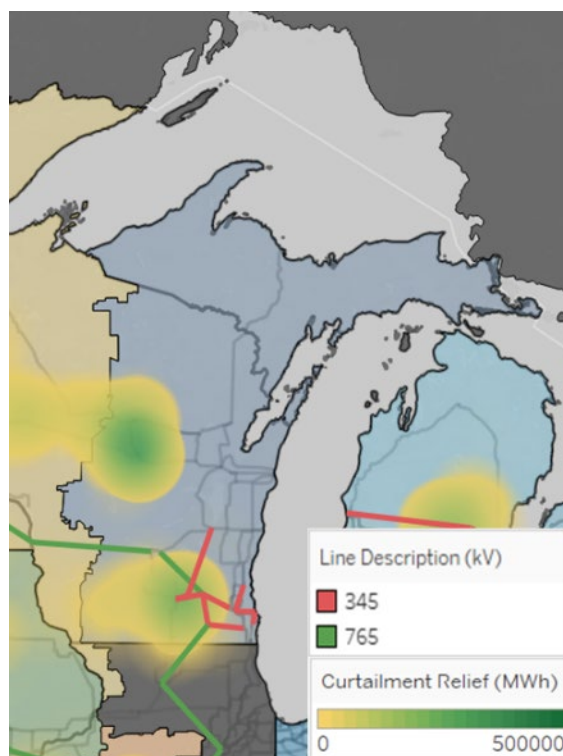 Line Description (kV)
345
765
Curtailment Relief (MWh)
0 500000